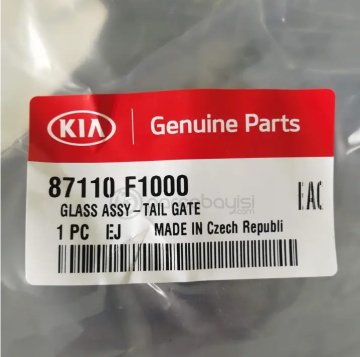 KIA Genuine Parts
87110 F1000
GLASS ASSY-TAIL GATE
EAC
1 PC EJ MADE IN Czech Republi